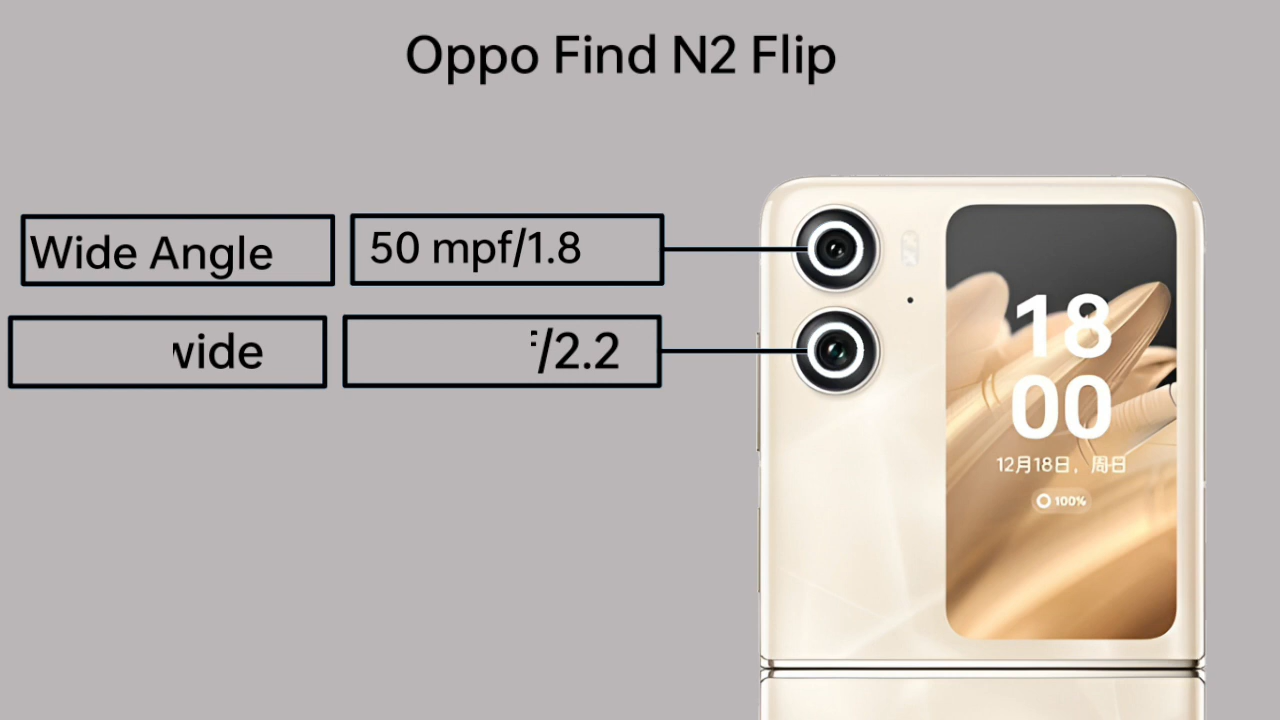 Oppo Find N2 Flip
Wide Angle
50 mpf/1.8
/2.2
18
00
12月18日，周日
100%